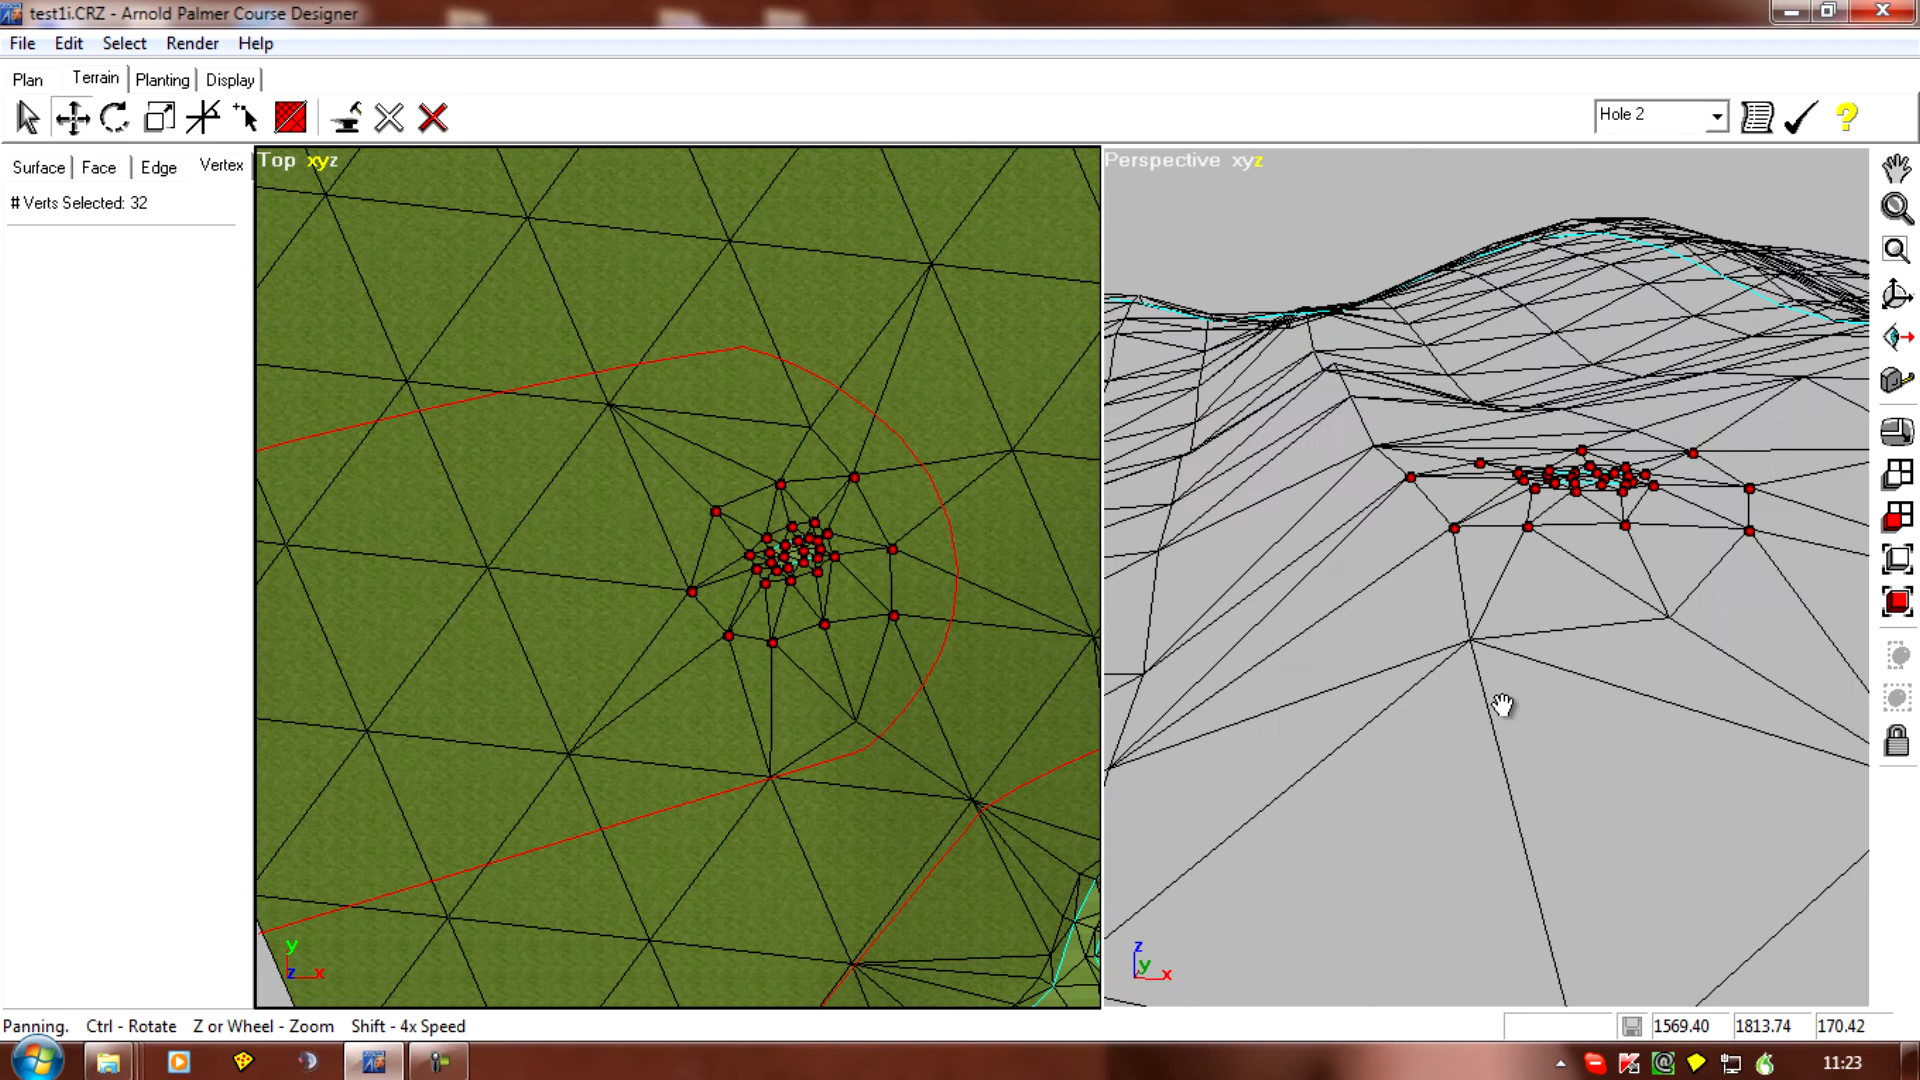 test1i.CRZ - Arnold Palmer Course Designer
File Edit Select Render Help
Plan Terrain Planting Display
Hole 2
Surface Face Edge Vertex
# Verts Selected: 32
Top xyz
Perspective xyz
y
z x
z
y x
Panning. Ctrl - Rotate Z or Wheel - Zoom Shift - 4x Speed
1569.40 1813.74 170.42
11:23